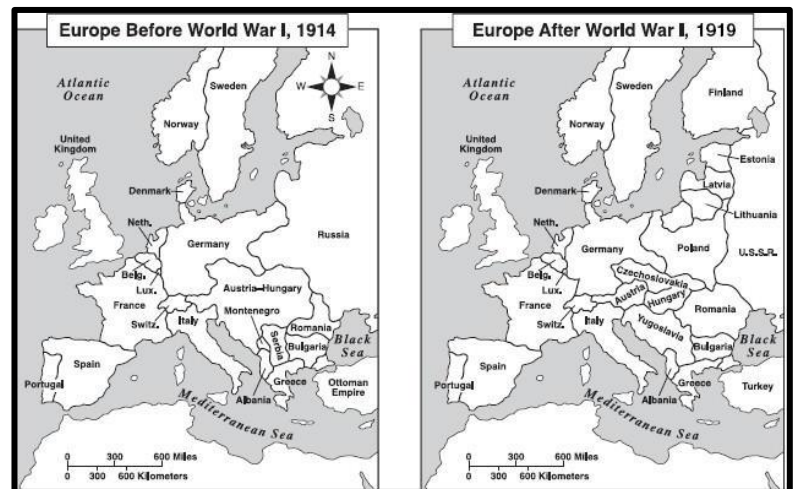 Europe Before World War I, 1914
N
W
E
S
Atlantic
Ocean
Sweden
Norway
United
Kingdom
Denmark
Neth.
Germany
Russia
Belg.
Lux.
Austria-Hungary
France
Montenegro
Switz.
Italy
Romania
Serbia
Bulgaria
Black
Sea
Spain
Portugal
Greece
Ottoman
Empire
Albania
Mediterranean Sea
0 300 600 Miles
0 300 600 Kilometers
Europe After World War I, 1919
Atlantic
Ocean
Sweden
Finland
Norway
United
Kingdom
Estonia
Latvia
Denmark
Lithuania
Neth.
Germany
Poland
U.S.S.R.
Belg.
Czechoslovakia
Lux.
Austria
Hungary
France
Romania
Switz.
Italy
Yugoslavia
Black
Sea
Bulgaria
Spain
Portugal
Greece
Turkey
Albania
Mediterranean Sea
0 300 600 Miles
0 300 600 Kilometers